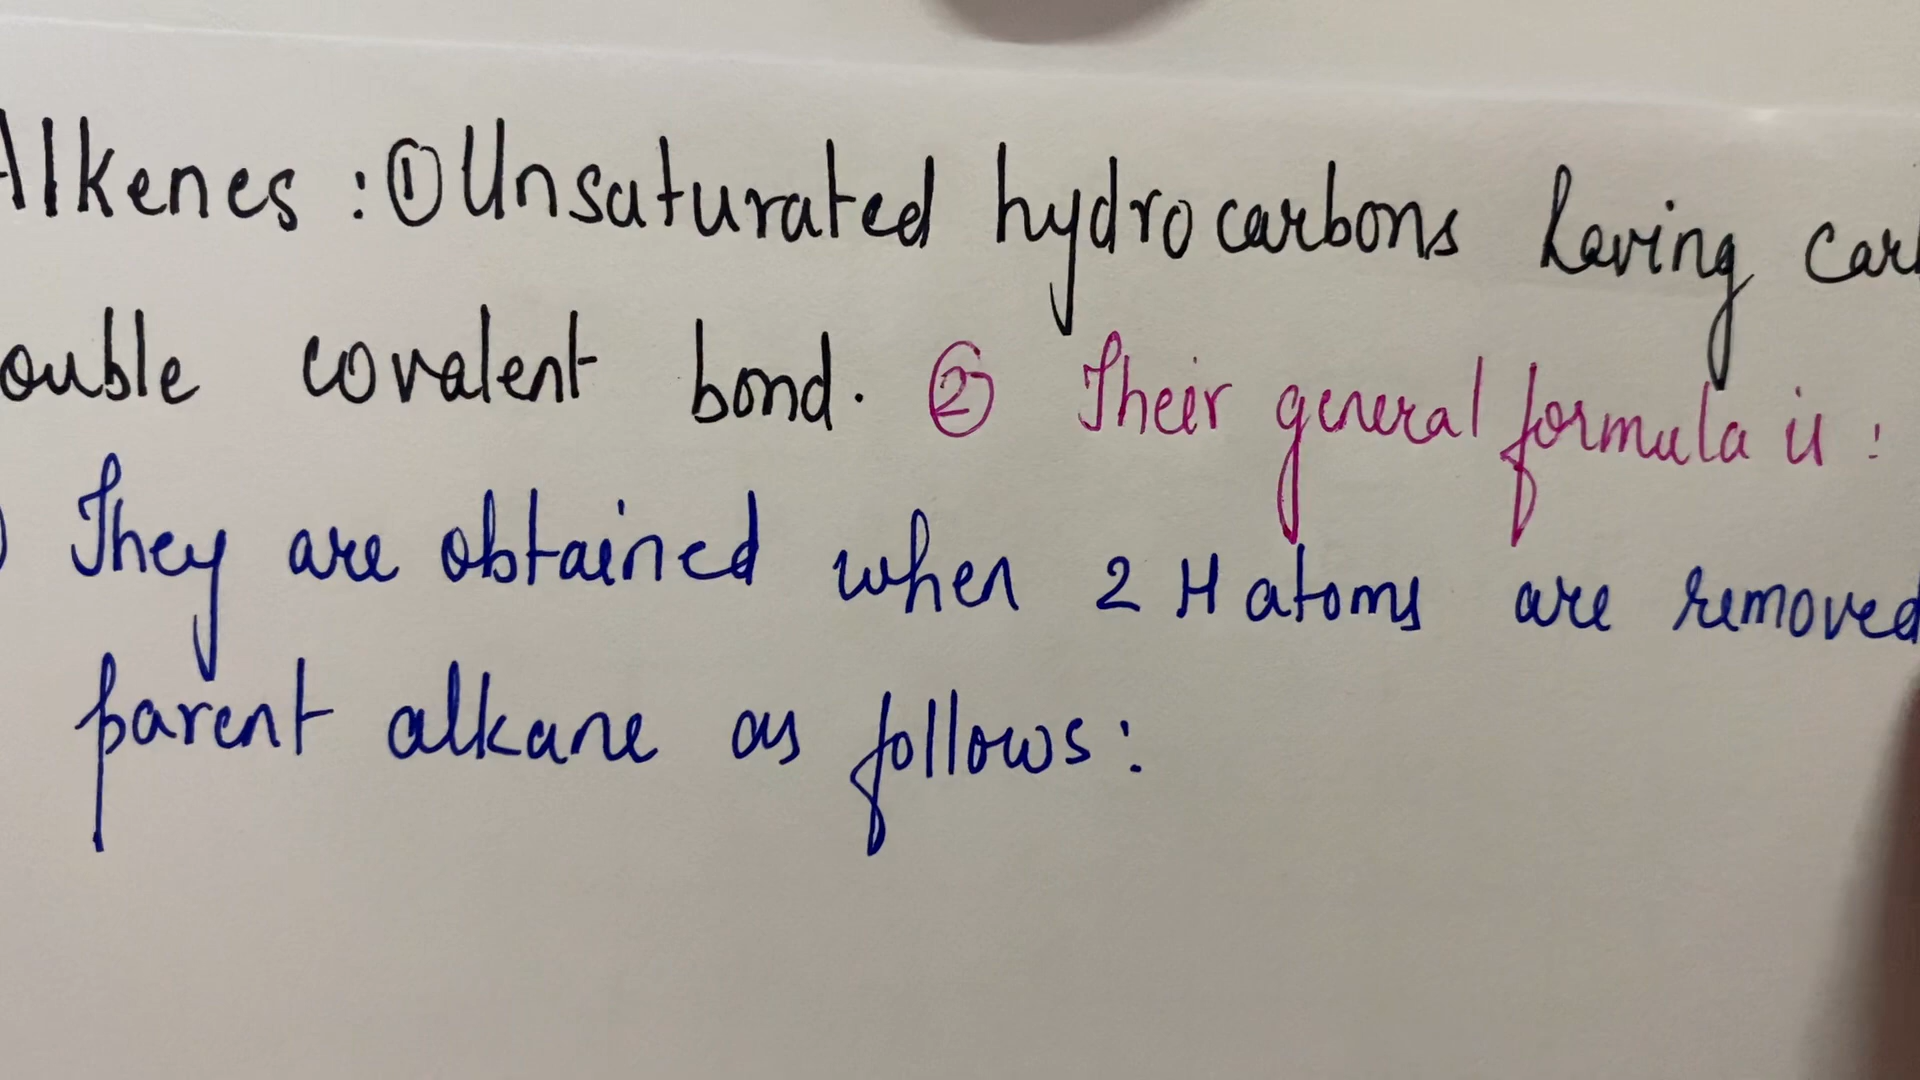 Alkenes : ① Unsaturated hydrocarbons having
ouble covalent bond. ② Their general formula is :
) They are obtained when 2 H atoms are removed
parent alkane as follows :